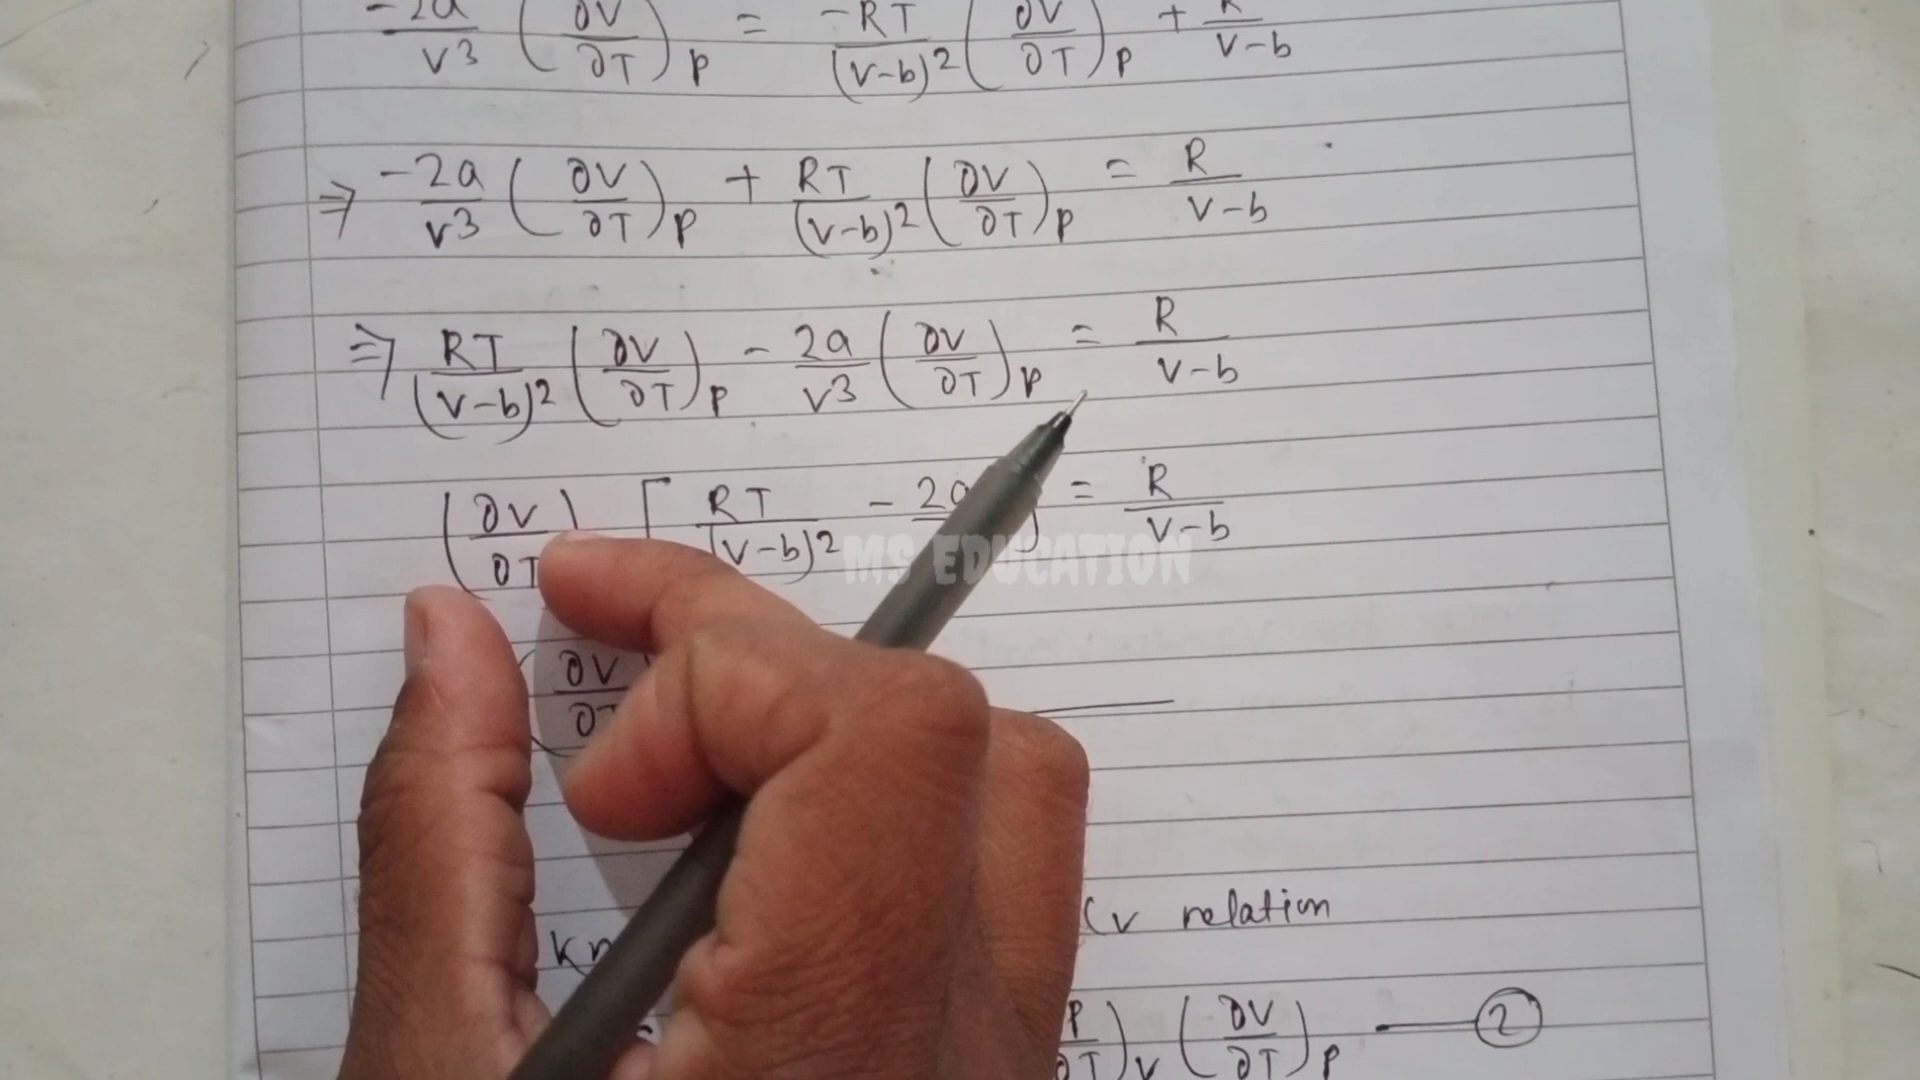 -2a/V³ (∂V/∂T)P = -RT/(V-b)² (∂V/∂T)P + R/V-b
⇒ -2a/V³ (∂V/∂T)P + RT/(V-b)² (∂V/∂T)P = R/V-b
⇒ RT/(V-b)² (∂V/∂T)P - 2a/V³ (∂V/∂T)P = R/V-b
(∂V/∂T) [ RT/(V-b)² - 2a ] = R/V-b
MS EDUCATION
(∂V/∂T
Cv relation
P/∂T)V (∂V/∂T)P — 2